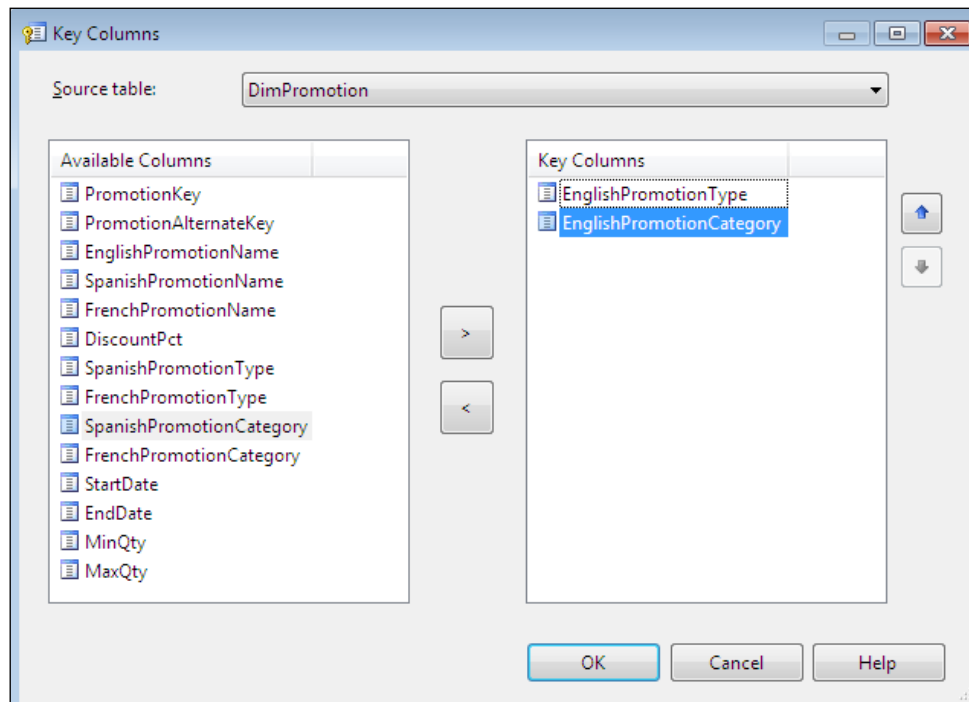 Key Columns
Source table: DimPromotion
Available Columns
PromotionKey
PromotionAlternateKey
EnglishPromotionName
SpanishPromotionName
FrenchPromotionName
DiscountPct
SpanishPromotionType
FrenchPromotionType
SpanishPromotionCategory
FrenchPromotionCategory
StartDate
EndDate
MinQty
MaxQty
>
<
Key Columns
EnglishPromotionType
EnglishPromotionCategory
OK Cancel Help